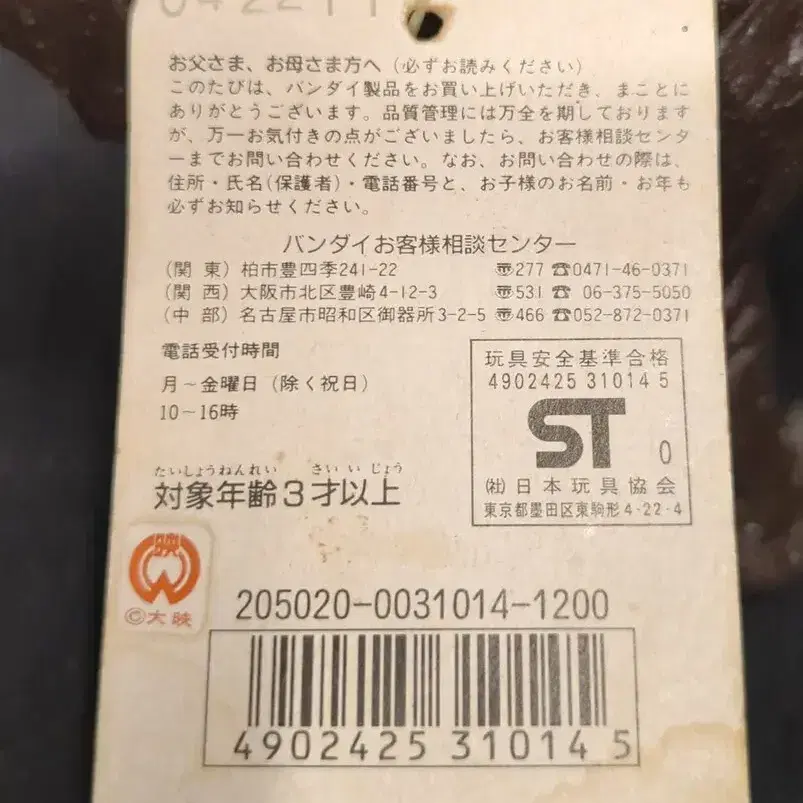 お父さま、お母さま方へ(必ずお読みください)
このたびは、バンダイ製品をお買い上げいただき、まことに
ありがとうございます。品質管理には万全を期しております
が、万一お気付きの点がございましたら、お客様相談センタ
ーまでお問い合わせください。なお、お問い合わせの際は、
住所・氏名(保護者)・電話番号と、お子様のお名前・お年も
必ずお知らせください。
バンダイお客様相談センター
(関 東) 柏市豊四季241-22 〠277 ☎0471-46-0371
(関 西) 大阪市北区豊崎4-12-3 〠531 ☎ 06-375-5050
(中 部) 名古屋市昭和区御器所3-2-5 〠466 ☎052-872-0371
電話受付時間
月~金曜日(除く祝日)
10~16時
たいしょうねんれい さい い じょう
対象年齢3才以上
玩具安全基準合格
4902425 31014 5
ST 0
(社)日本玩具協会
東京都墨田区東駒形4-22-4
映
©大映
205020-0031014-1200
4902425 31014 5